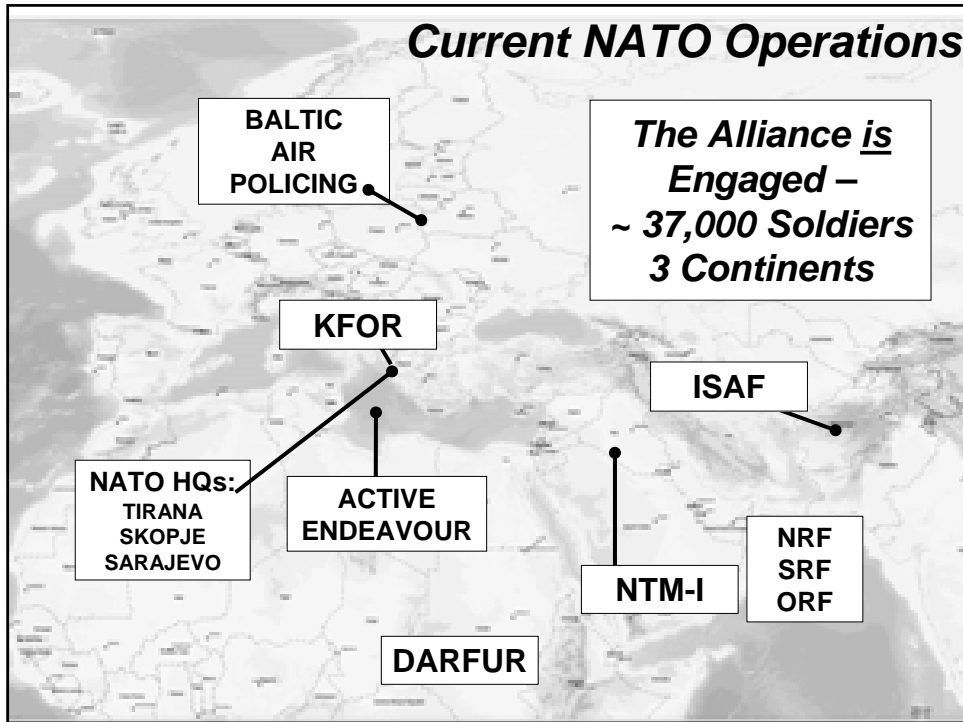 Current NATO Operations
BALTIC
AIR
POLICING
The Alliance is
Engaged –
~ 37,000 Soldiers
3 Continents
KFOR
ISAF
NATO HQs:
TIRANA
SKOPJE
SARAJEVO
ACTIVE
ENDEAVOUR
NTM-I
NRF
SRF
ORF
DARFUR